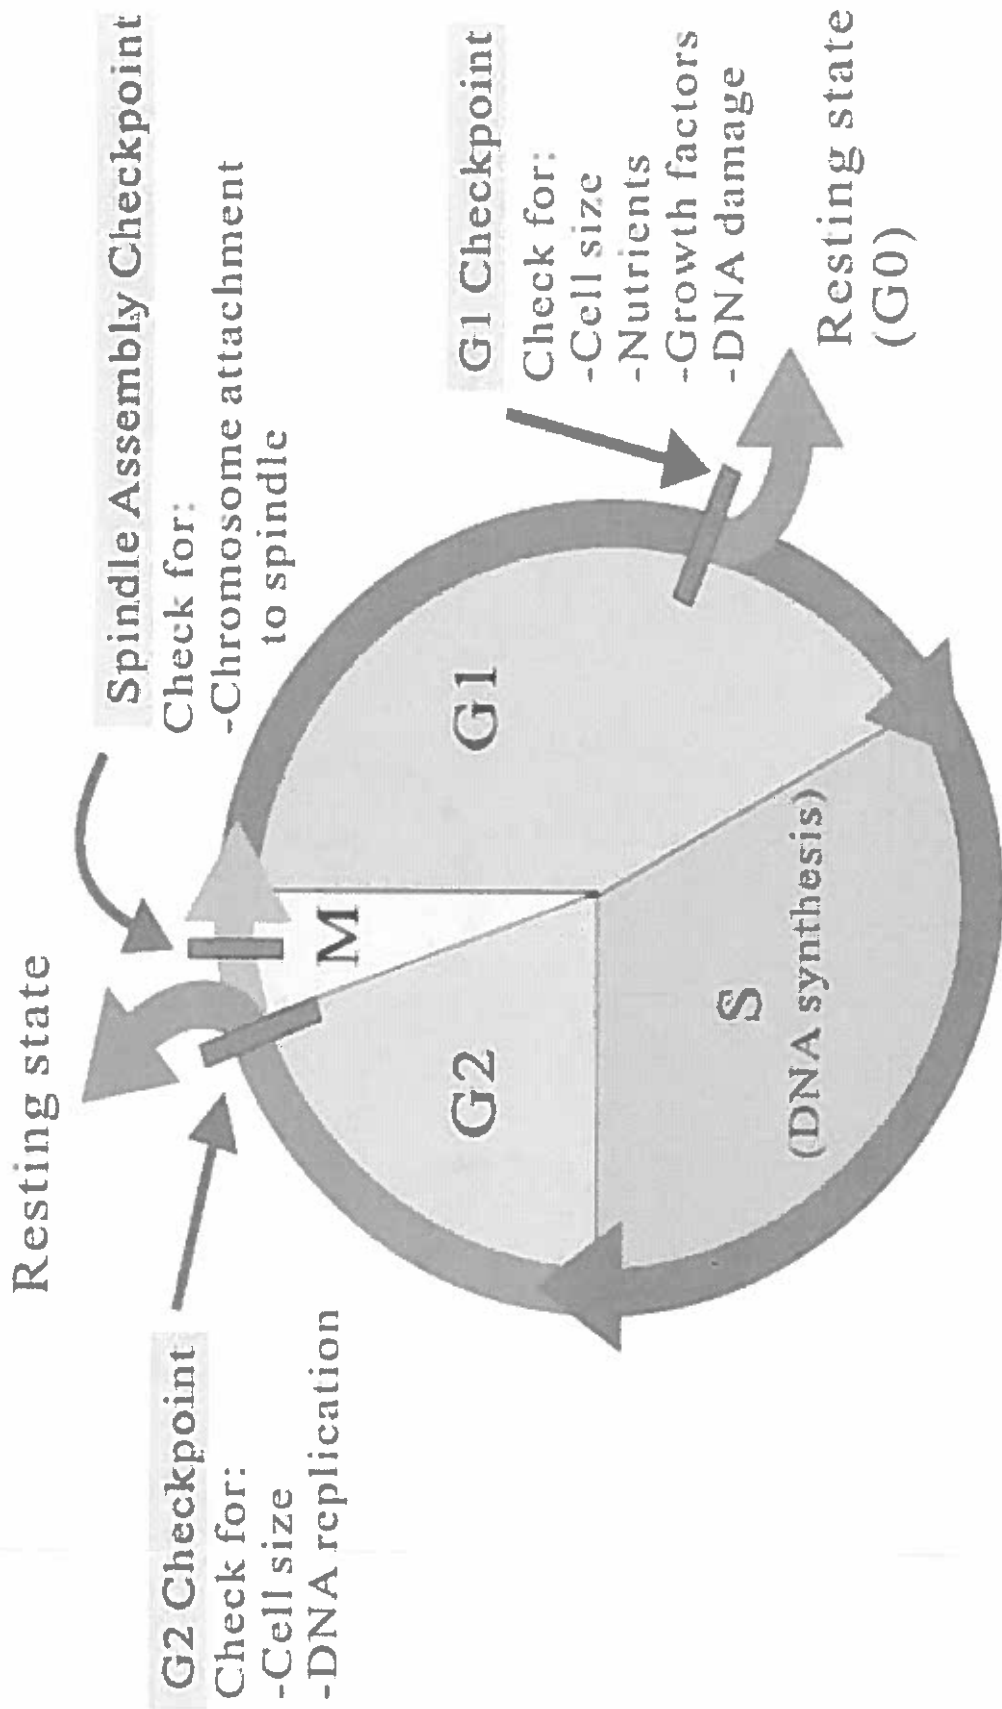 Resting state
Spindle Assembly Checkpoint
Check for:
-Chromosome attachment
to spindle
G2 Checkpoint
Check for:
-Cell size
-DNA replication
M
G2
G1
S
(DNA synthesis)
G1 Checkpoint
Check for:
-Cell size
-Nutrients
-Growth factors
-DNA damage
Resting state
(G0)